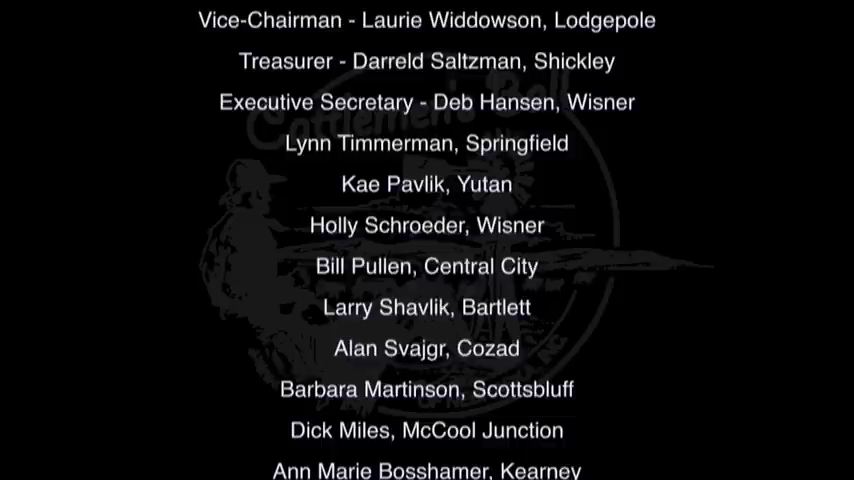 Vice-Chairman - Laurie Widdowson, Lodgepole
Treasurer - Darreld Saltzman, Shickley
Executive Secretary - Deb Hansen, Wisner
Cattlemen's Ball
Lynn Timmerman, Springfield
Kae Pavlik, Yutan
Holly Schroeder, Wisner
Bill Pullen, Central City
Larry Shavlik, Bartlett
Alan Svajgr, Cozad
Barbara Martinson, Scottsbluff
Dick Miles, McCool Junction
Ann Marie Bosshamer, Kearney